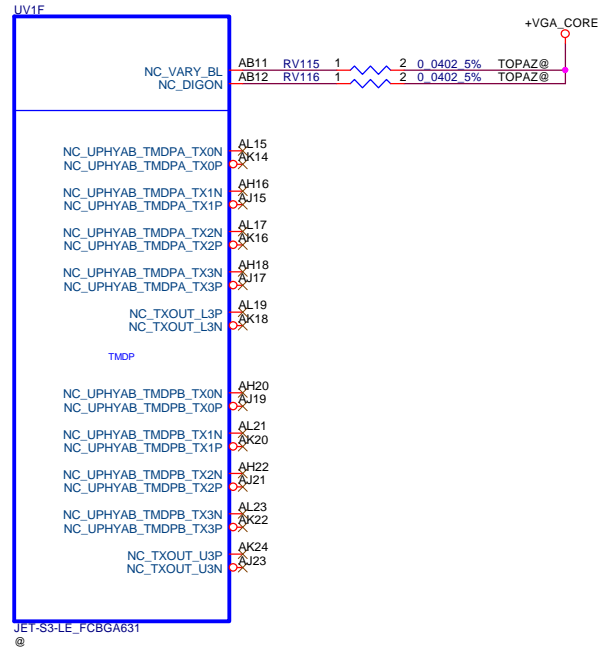 UV1F
+VGA_CORE
NC_VARY_BL AB11 RV115 1 2 0_0402_5% TOPAZ@
NC_DIGON AB12 RV116 1 2 0_0402_5% TOPAZ@
NC_UPHYAB_TMDPA_TX0N AL15
NC_UPHYAB_TMDPA_TX0P AK14
NC_UPHYAB_TMDPA_TX1N AH16
NC_UPHYAB_TMDPA_TX1P AJ15
NC_UPHYAB_TMDPA_TX2N AL17
NC_UPHYAB_TMDPA_TX2P AK16
NC_UPHYAB_TMDPA_TX3N AH18
NC_UPHYAB_TMDPA_TX3P AJ17
NC_TXOUT_L3P AL19
NC_TXOUT_L3N AK18
TMDP
NC_UPHYAB_TMDPB_TX0N AH20
NC_UPHYAB_TMDPB_TX0P AJ19
NC_UPHYAB_TMDPB_TX1N AL21
NC_UPHYAB_TMDPB_TX1P AK20
NC_UPHYAB_TMDPB_TX2N AH22
NC_UPHYAB_TMDPB_TX2P AJ21
NC_UPHYAB_TMDPB_TX3N AL23
NC_UPHYAB_TMDPB_TX3P AK22
NC_TXOUT_U3P AK24
NC_TXOUT_U3N AJ23
JET-S3-LE_FCBGA631
@